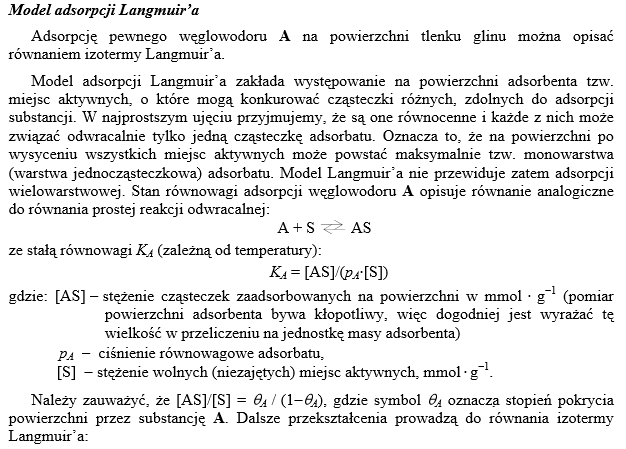 Model adsorpcji Langmuir’a
Adsorpcję pewnego węglowodoru A na powierzchni tlenku glinu można opisać
równaniem izotermy Langmuir’a.
Model adsorpcji Langmuir’a zakłada występowanie na powierzchni adsorbenta tzw.
miejsc aktywnych, o które mogą konkurować cząsteczki różnych, zdolnych do adsorpcji
substancji. W najprostszym ujęciu przyjmujemy, że są one równocenne i każde z nich może
związać odwracalnie tylko jedną cząsteczkę adsorbatu. Oznacza to, że na powierzchni po
wysyceniu wszystkich miejsc aktywnych może powstać maksymalnie tzw. monowarstwa
(warstwa jednocząsteczkowa) adsorbatu. Model Langmuir’a nie przewiduje zatem adsorpcji
wielowarstwowej. Stan równowagi adsorpcji węglowodoru A opisuje równanie analogiczne
do równania prostej reakcji odwracalnej:
A + S ⇌ AS
ze stałą równowagi K_A (zależną od temperatury):
K_A = [AS]/(p_A·[S])
gdzie: [AS] – stężenie cząsteczek zaadsorbowanych na powierzchni w mmol · g⁻¹ (pomiar
powierzchni adsorbenta bywa kłopotliwy, więc dogodniej jest wyrażać tę
wielkość w przeliczeniu na jednostkę masy adsorbenta)
p_A – ciśnienie równowagowe adsorbatu,
[S] – stężenie wolnych (niezajętych) miejsc aktywnych, mmol · g⁻¹.
Należy zauważyć, że [AS]/[S] = θ_A / (1–θ_A), gdzie symbol θ_A oznacza stopień pokrycia
powierzchni przez substancję A. Dalsze przekształcenia prowadzą do równania izotermy
Langmuir’a: